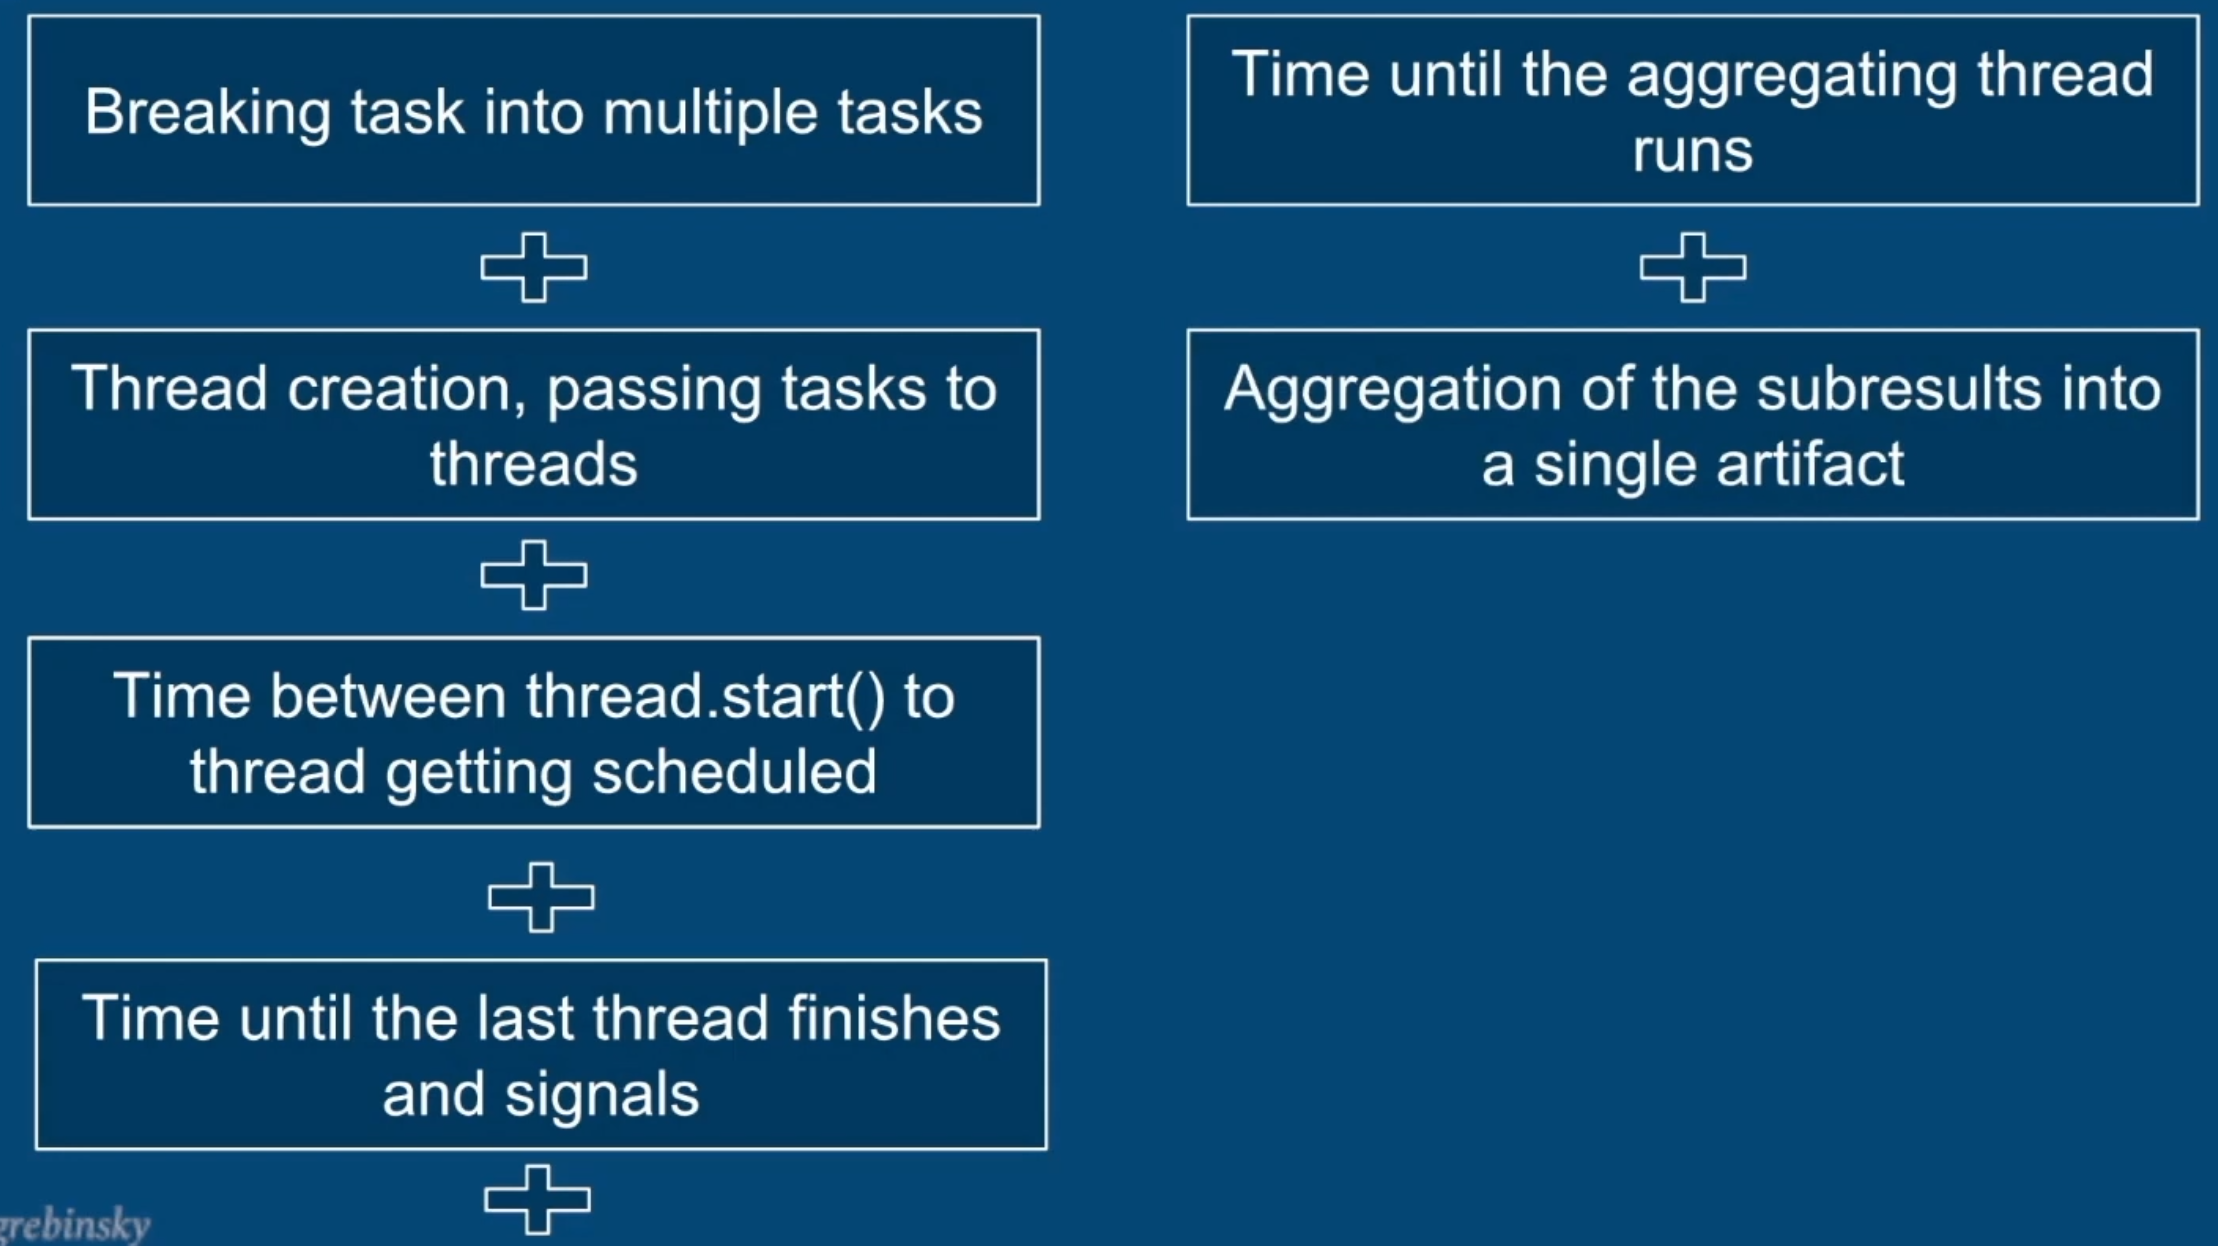 Breaking task into multiple tasks
Thread creation, passing tasks to
threads
Time between thread.start() to
thread getting scheduled
Time until the last thread finishes
and signals
Time until the aggregating thread
runs
Aggregation of the subresults into
a single artifact
grebinsky